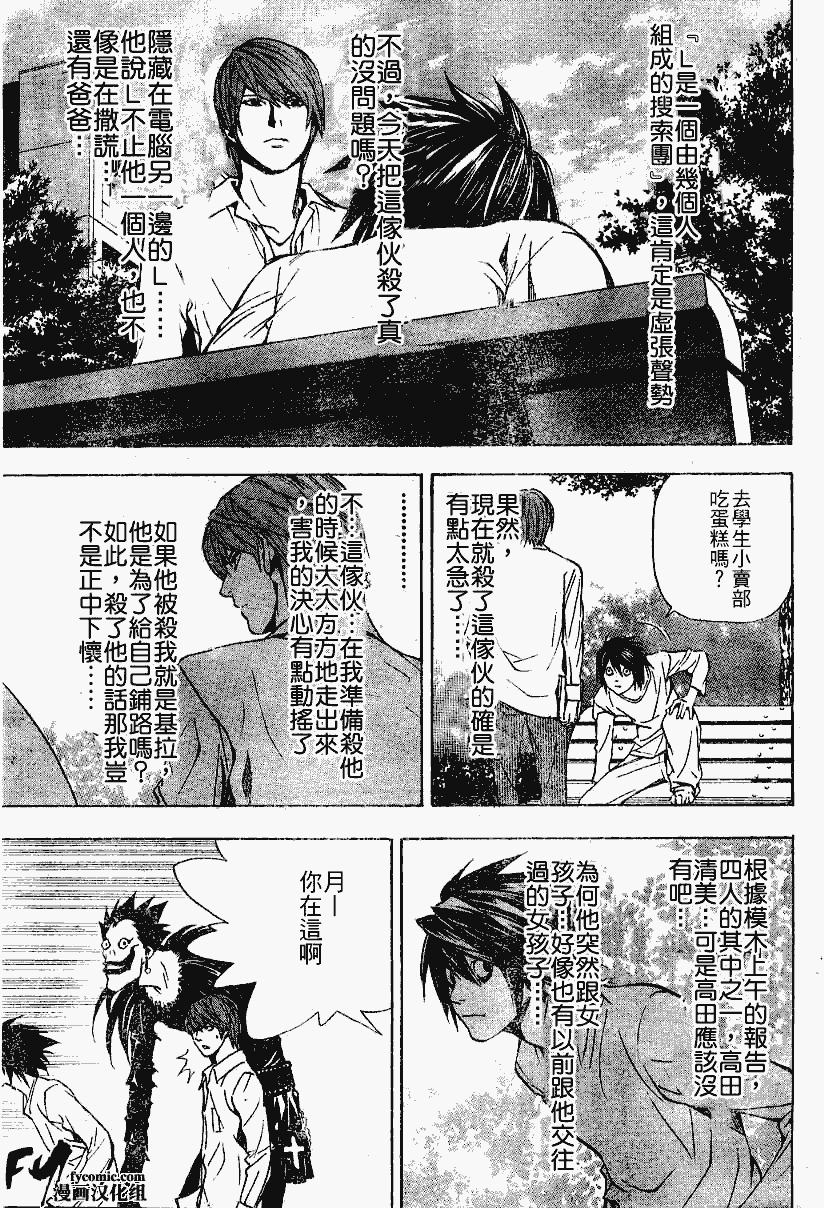 『Ｌ是一個由幾個人
組成的搜索團』，這肯定是虛張聲勢
不過，今天把這傢伙殺了真
的沒問題嗎？
隱藏在電腦另一邊的Ｌ……
他說Ｌ不止他一個人，也不
像是在撒謊…
還有爸爸…
去學生小賣部
吃蛋糕嗎？
果然，
現在就殺了這傢伙的確是
有點太急了……
…………
不…這傢伙…在我準備殺他
的時候大大方方地走出來
，害我的決心有點動搖了
如果他被殺我就是基拉，
他是為了給自己鋪路嗎？
如此，殺了他的話那我豈
不是正中下懷……
根據模木上午的報告，
四人的其中之一，高田
清美…可是高田應該沒
有吧…
為何他突然跟女
孩子…好像也有以前跟他交往
過的女孩子……
月—
你在這啊
FU
fycomic.com
漫画汉化组